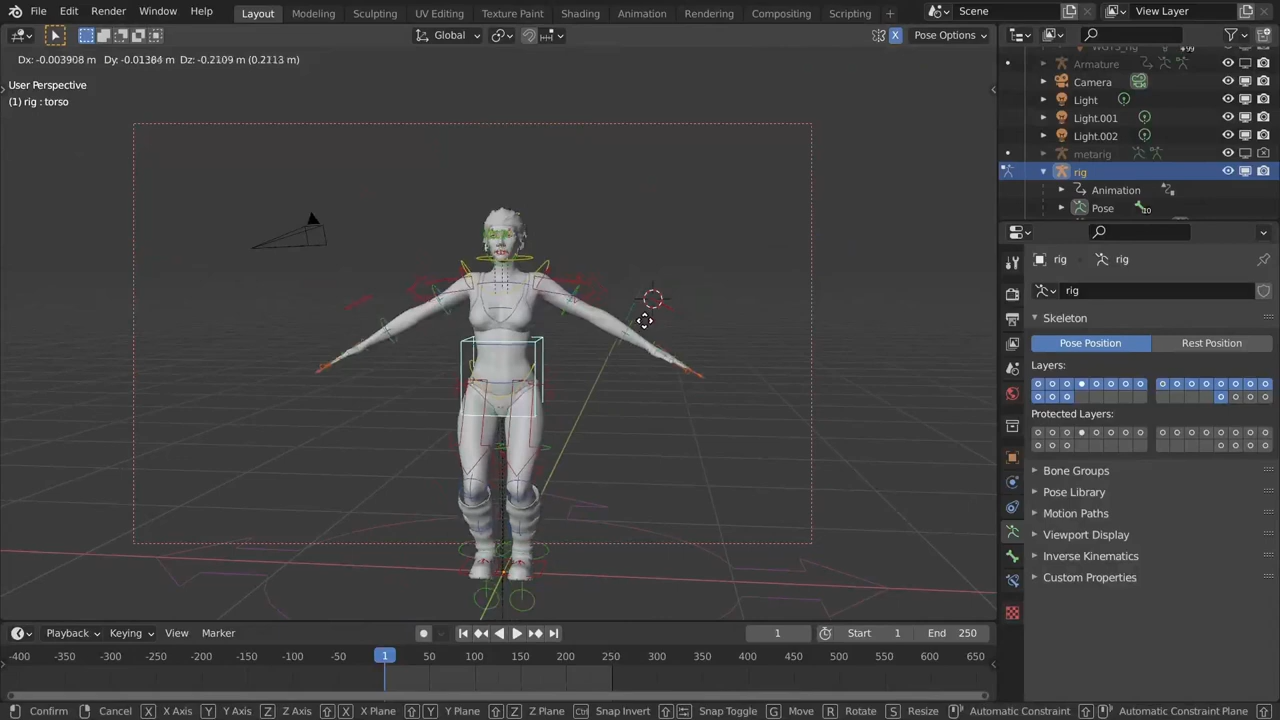 File Edit Render Window Help Layout Modeling Sculpting UV Editing Texture Paint Shading Animation Rendering Compositing Scripting + Scene View Layer
Global X Pose Options
Dx: -0.003908 m Dy: -0.01364 m Dz: -0.2109 m (0.2113 m)
User Perspective
(1) rig : torso
Armature
Camera
Light
Light.001
Light.002
metarig
rig
Animation
Pose 10
rig rig
rig
Skeleton
Pose Position Rest Position
Layers:
Protected Layers:
Bone Groups
Pose Library
Motion Paths
Viewport Display
Inverse Kinematics
Custom Properties
Playback Keying View Marker 1 Start 1 End 250
-400 -350 -300 -250 -200 -150 -100 -50 1 50 100 150 200 250 300 350 400 450 500 550 600 650
Confirm Cancel X X Axis Y Y Axis Z Z Axis X X Plane Y Y Plane Z Z Plane Ctrl Snap Invert Snap Toggle G Move R Rotate S Resize Automatic Constraint Automatic Constraint Plane